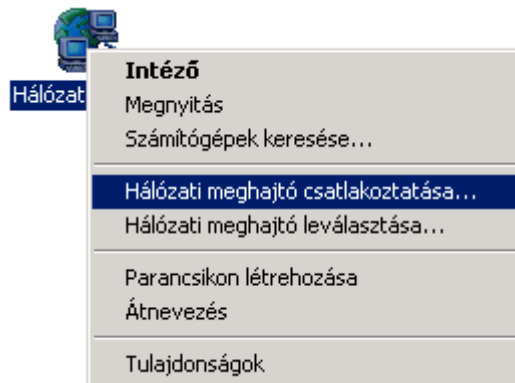 Hálózat
Intéző
Megnyitás
Számítógépek keresése...
Hálózati meghajtó csatlakoztatása...
Hálózati meghajtó leválasztása...
Parancsikon létrehozása
Átnevezés
Tulajdonságok